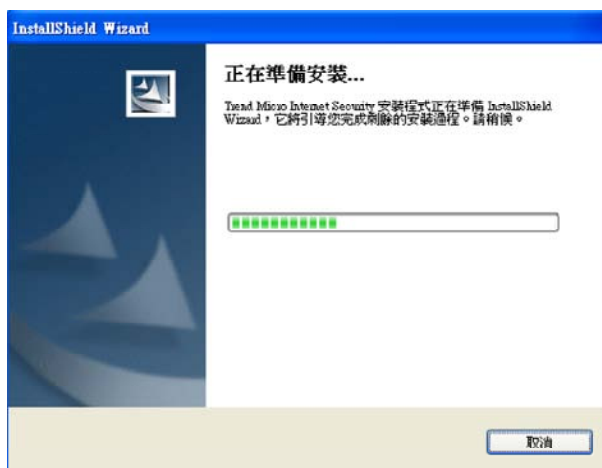 InstallShield Wizard
正在準備安裝...
Trend Micro Internet Security 安裝程式正在準備 InstallShield
Wizard，它將引導您完成剩餘的安裝過程。請稍候。
取消